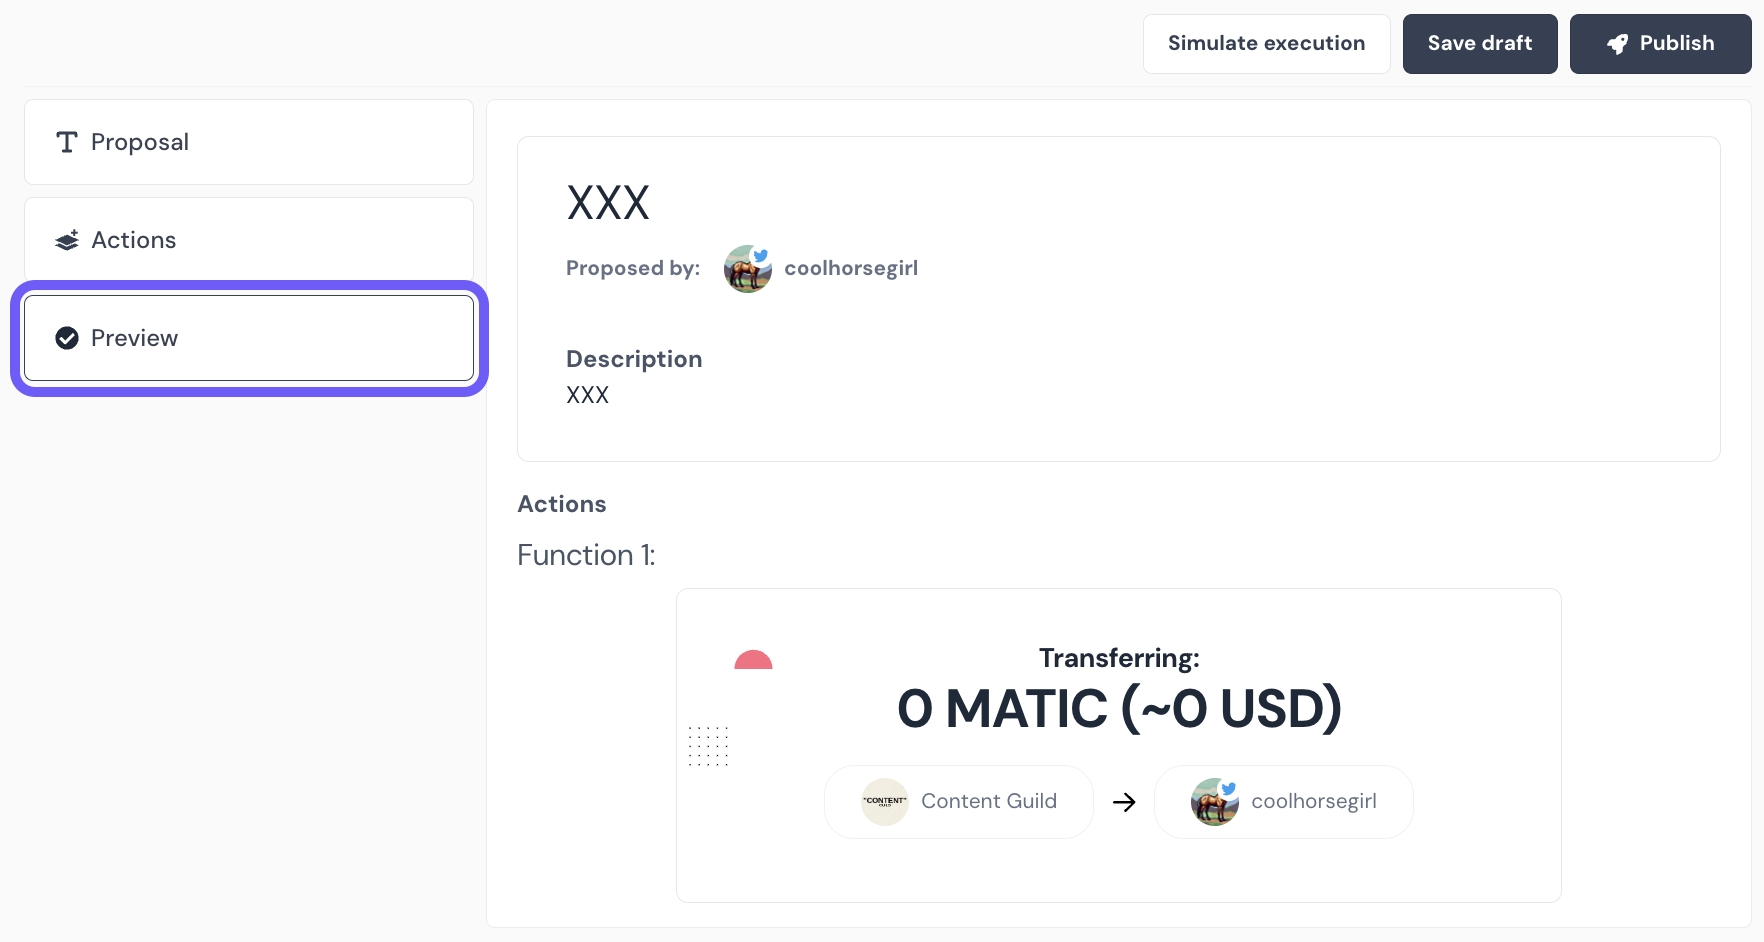 Simulate execution
Save draft
Publish
Proposal
Actions
Preview
XXX
Proposed by: coolhorsegirl
Description
XXX
Actions
Function 1:
Transferring:
0 MATIC (~0 USD)
"CONTENT"
GUILD
Content Guild
coolhorsegirl